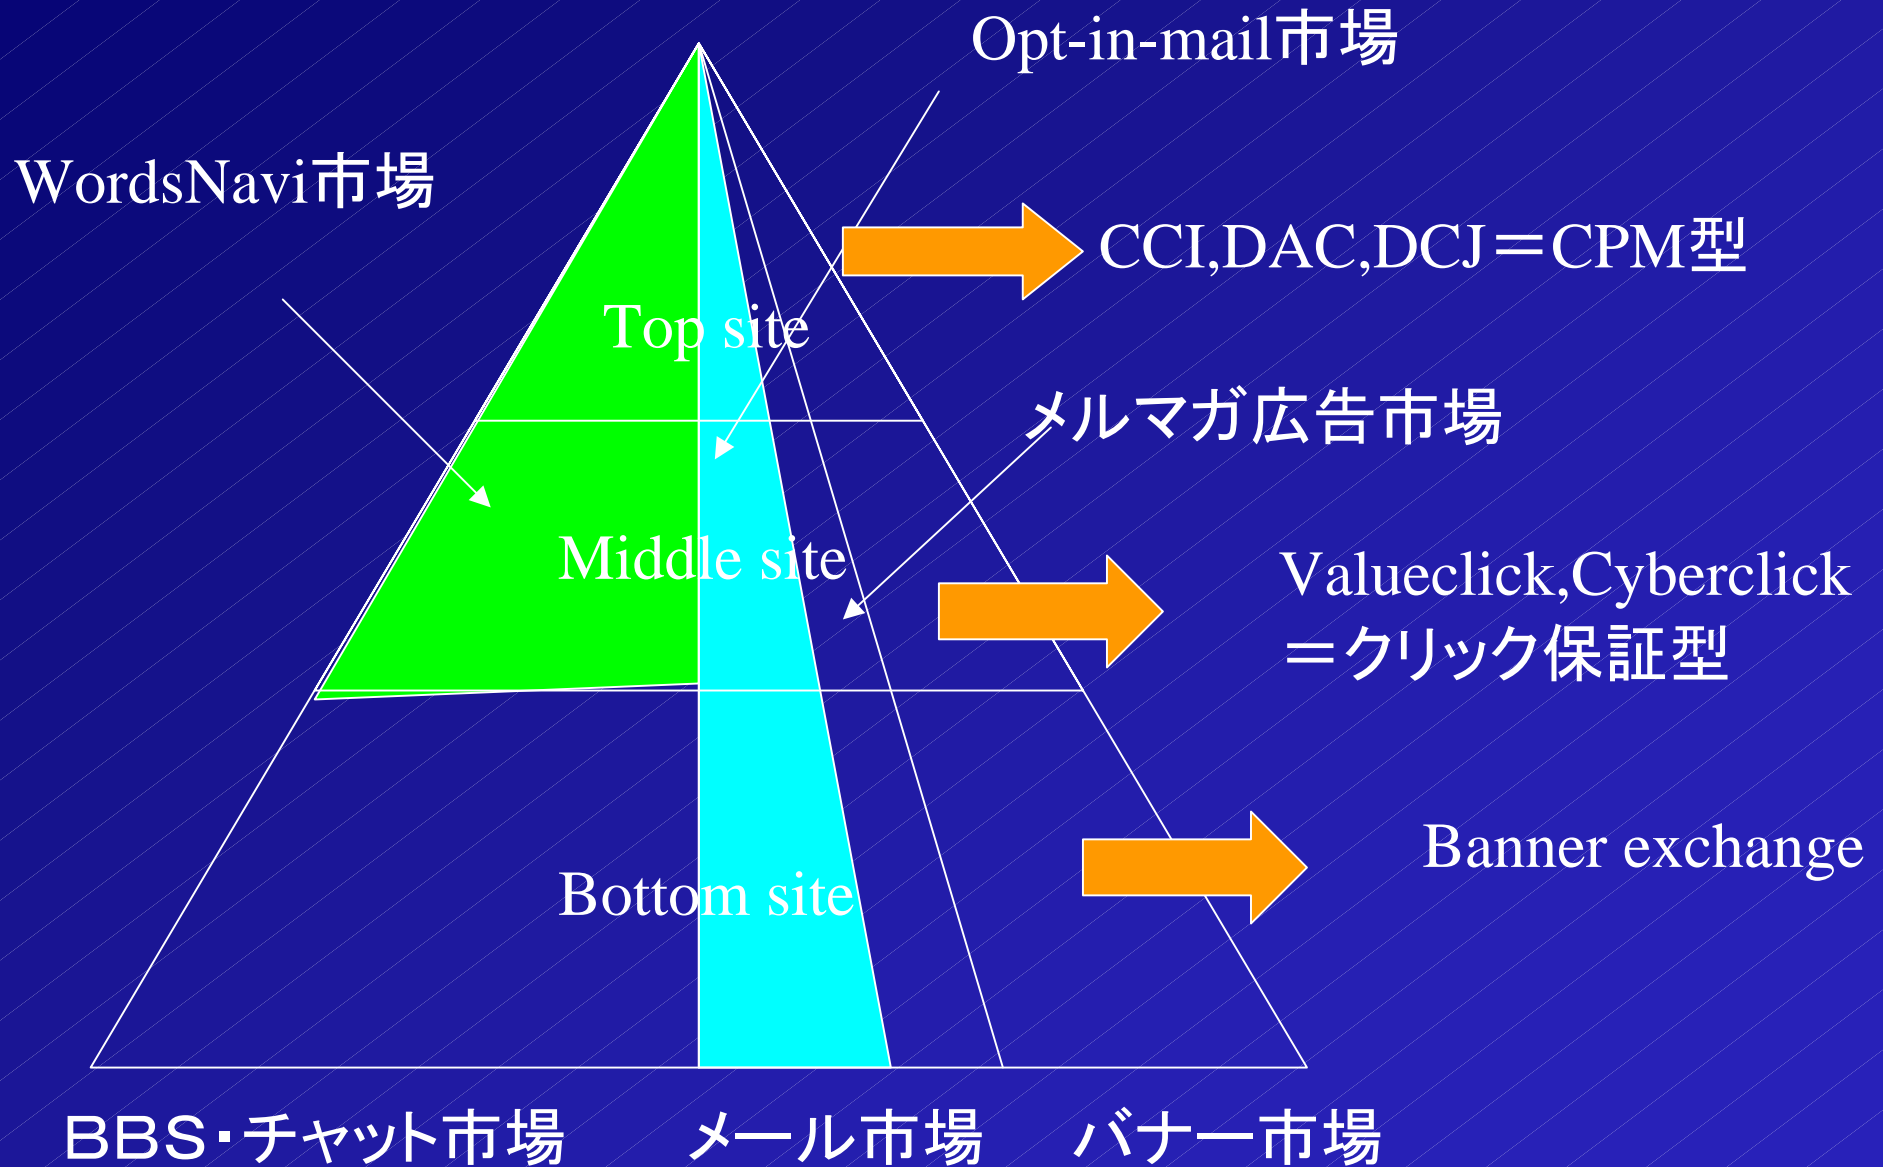 Opt-in-mail市場
WordsNavi市場
CCI,DAC,DCJ＝CPM型
Top site
メルマガ広告市場
Middle site
Valueclick,Cyberclick
＝クリック保証型
Banner exchange
Bottom site
ＢＢＳ・チャット市場
メール市場
バナー市場